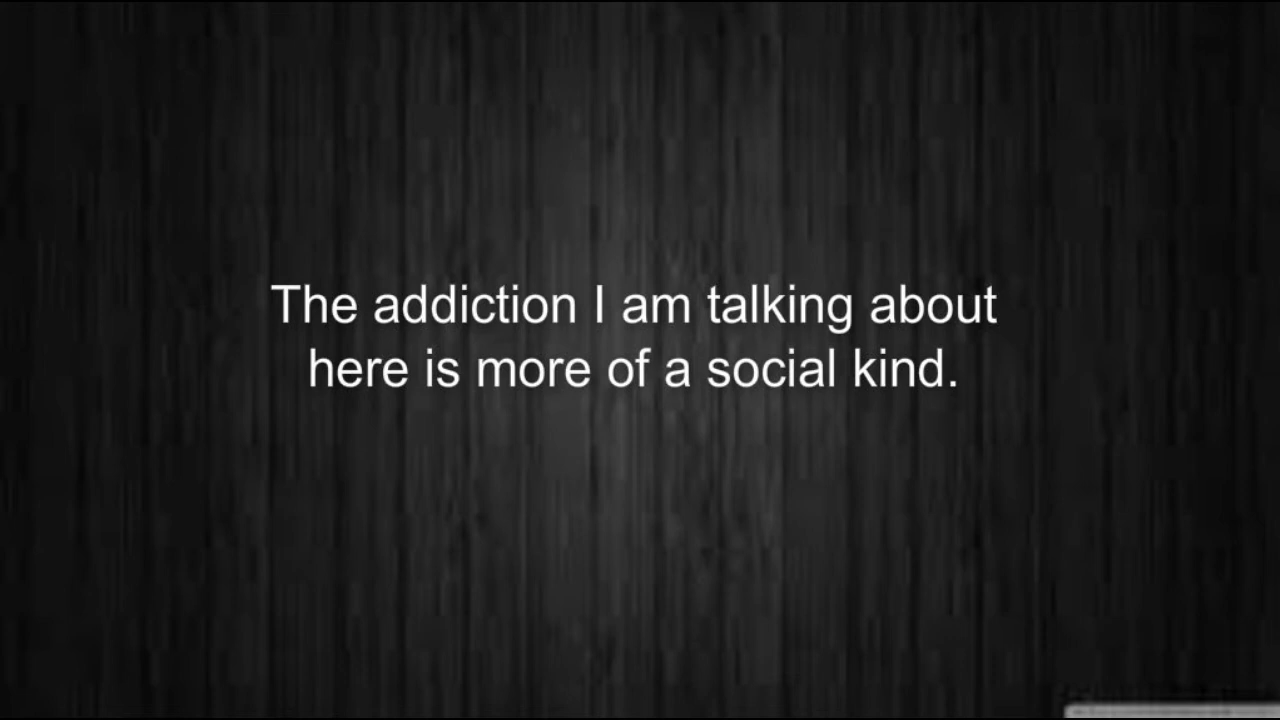 The addiction I am talking about
here is more of a social kind.